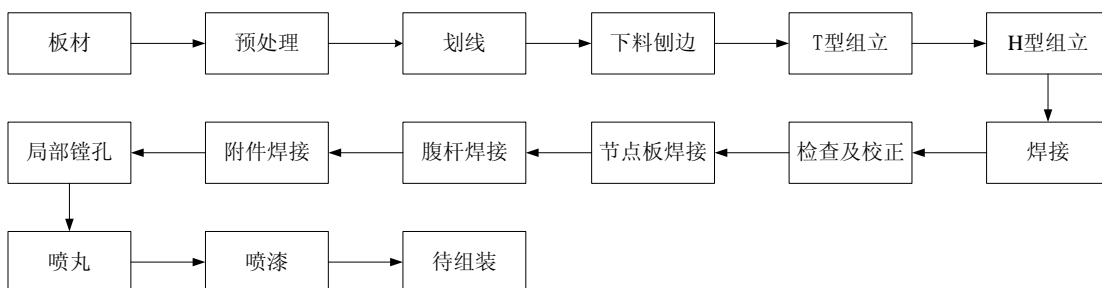 板材
预处理
划线
下料刨边
T型组立
H型组立
焊接
检查及校正
节点板焊接
腹杆焊接
附件焊接
局部镗孔
喷丸
喷漆
待组装